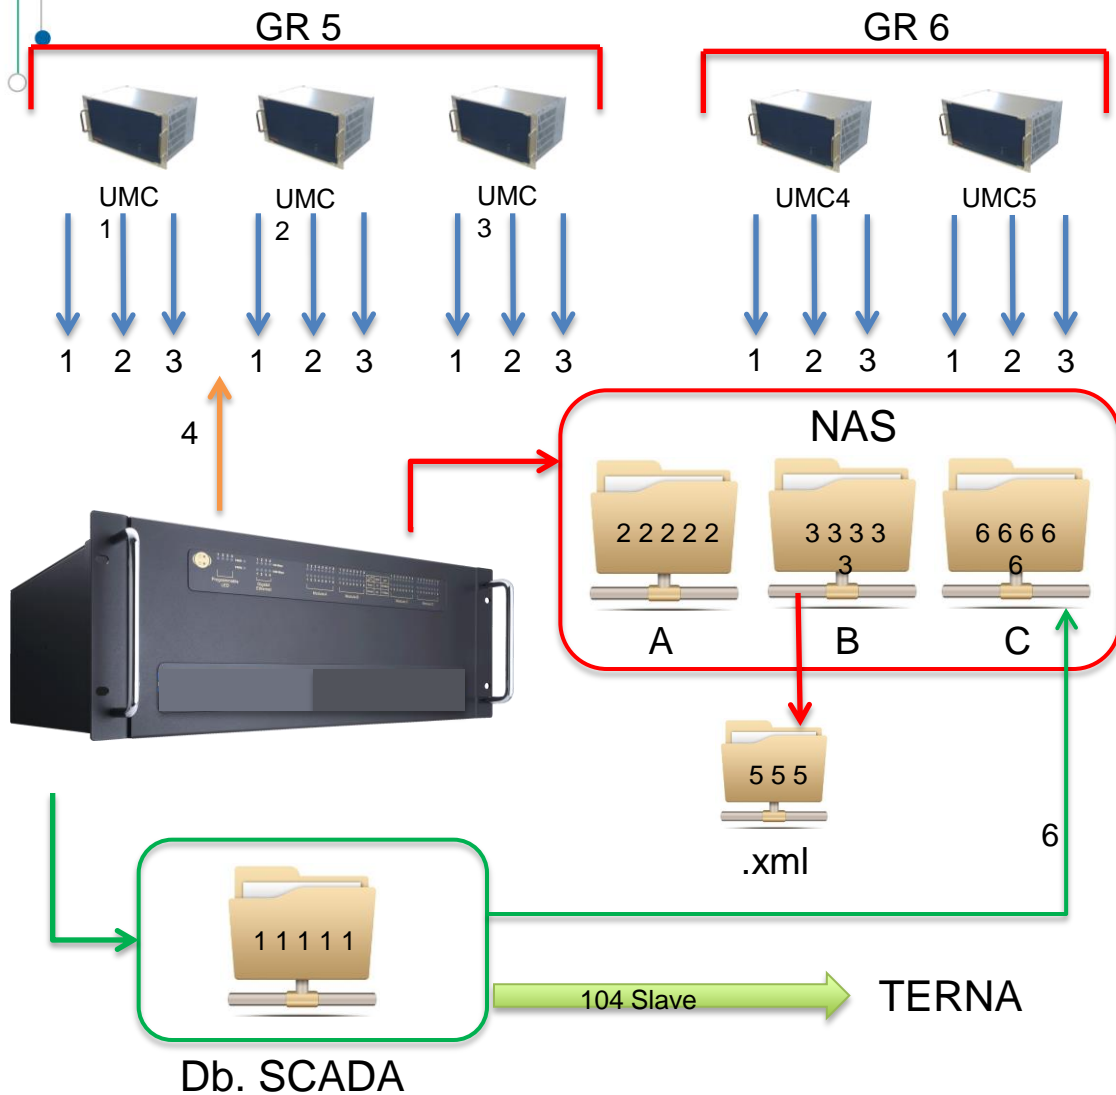 GR 5
GR 6
UMC
1
UMC
2
UMC
3
UMC4
UMC5
1 2 3
1 2 3
1 2 3
1 2 3
1 2 3
4
NAS
2 2 2 2 2
3 3 3 3
3
6 6 6 6
6
A
B
C
5 5 5
.xml
6
1 1 1 1 1
104 Slave
TERNA
Db. SCADA